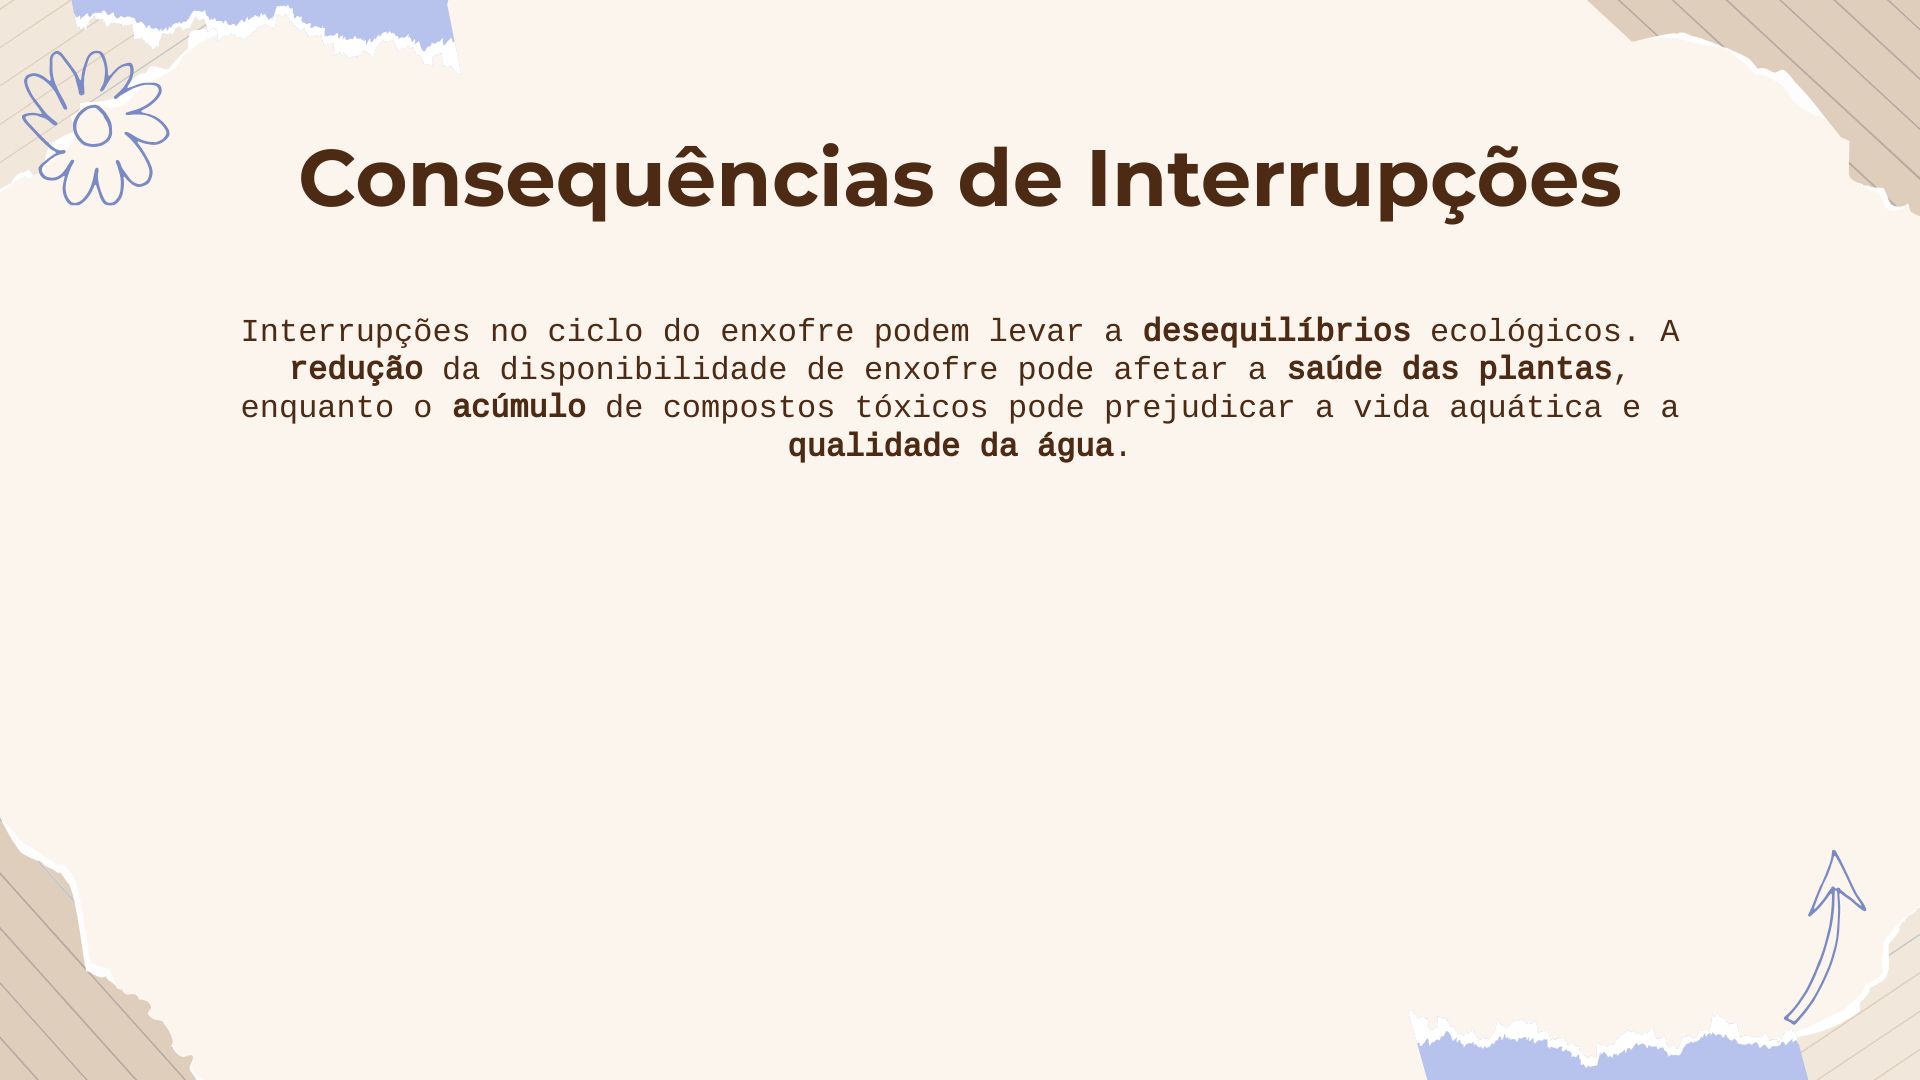 Consequências de Interrupções
Interrupções no ciclo do enxofre podem levar a desequilíbrios ecológicos. A
redução da disponibilidade de enxofre pode afetar a saúde das plantas,
enquanto o acúmulo de compostos tóxicos pode prejudicar a vida aquática e a
qualidade da água.